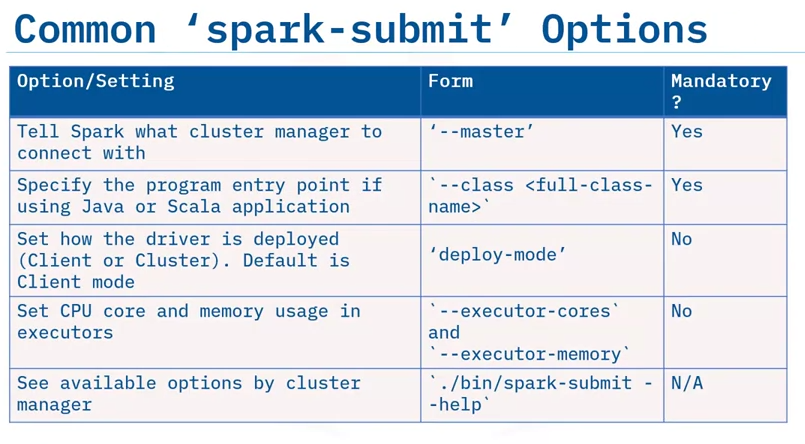 Common ‘spark-submit’ Options
Option/Setting
Form
Mandatory
?
Tell Spark what cluster manager to
connect with
‘--master’
Yes
Specify the program entry point if
using Java or Scala application
`--class <full-class-
name>`
Yes
Set how the driver is deployed
(Client or Cluster). Default is
Client mode
‘deploy-mode’
No
Set CPU core and memory usage in
executors
`--executor-cores`
and
`--executor-memory`
No
See available options by cluster
manager
`./bin/spark-submit -
-help`
N/A